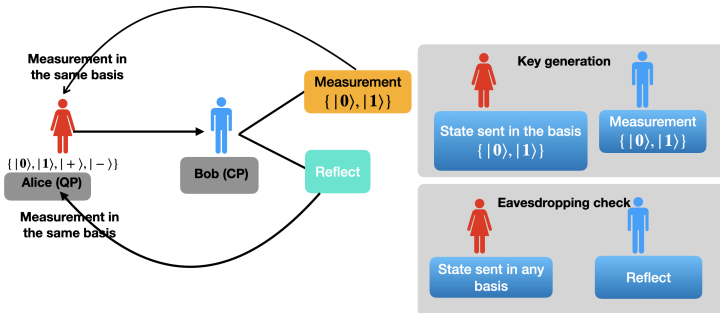 Measurement in
the same basis
{|0⟩, |1⟩, |+⟩, |−⟩}
Alice (QP)
Measurement in
the same basis
Bob (CP)
Measurement
{|0⟩, |1⟩}
Reflect
Key generation
State sent in the basis
{|0⟩, |1⟩}
Measurement
{|0⟩, |1⟩}
Eavesdropping check
State sent in any
basis
Reflect